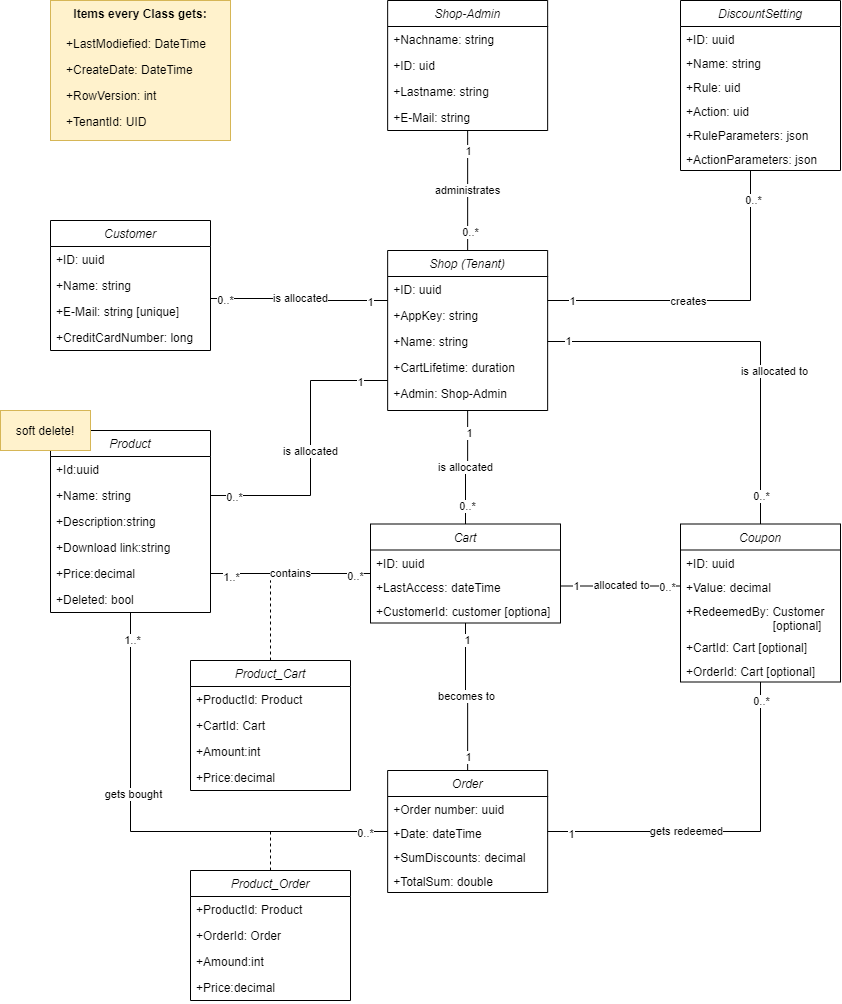 Items every Class gets:
+LastModiefied: DateTime
+CreateDate: DateTime
+RowVersion: int
+TenantId: UID
Shop-Admin
+Nachname: string
+ID: uid
+Lastname: string
+E-Mail: string
DiscountSetting
+ID: uuid
+Name: string
+Rule: uid
+Action: uid
+RuleParameters: json
+ActionParameters: json
1
administrates
0..*
0..*
Customer
+ID: uuid
+Name: string
+E-Mail: string [unique]
+CreditCardNumber: long
0..*
is allocated
1
Shop (Tenant)
+ID: uuid
+AppKey: string
+Name: string
+CartLifetime: duration
+Admin: Shop-Admin
1
creates
1
is allocated to
0..*
1
is allocated
0..*
1
is allocated
0..*
soft delete!
Product
+Id:uuid
+Name: string
+Description:string
+Download link:string
+Price:decimal
+Deleted: bool
1..*
contains
0..*
Cart
+ID: uuid
+LastAccess: dateTime
+CustomerId: customer [optiona]
1
allocated to
0..*
Coupon
+ID: uuid
+Value: decimal
+RedeemedBy: Customer
[optional]
+CartId: Cart [optional]
+OrderId: Cart [optional]
1..*
gets bought
0..*
Product_Cart
+ProductId: Product
+CartId: Cart
+Amount:int
+Price:decimal
1
becomes to
1
0..*
gets redeemed
1
Order
+Order number: uuid
+Date: dateTime
+SumDiscounts: decimal
+TotalSum: double
Product_Order
+ProductId: Product
+OrderId: Order
+Amound:int
+Price:decimal